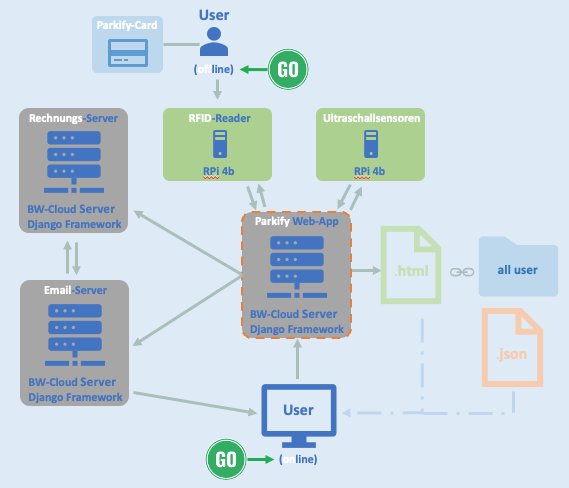 User
Parkify-Card
(offline)
GO
Rechnungs-Server
BW-Cloud Server
Django Framework
RFID-Reader
RPi 4b
Ultraschallsensoren
RPi 4b
Parkify Web-App
BW-Cloud Server
Django Framework
.html
all user
Email-Server
BW-Cloud Server
Django Framework
.json
User
GO
(online)